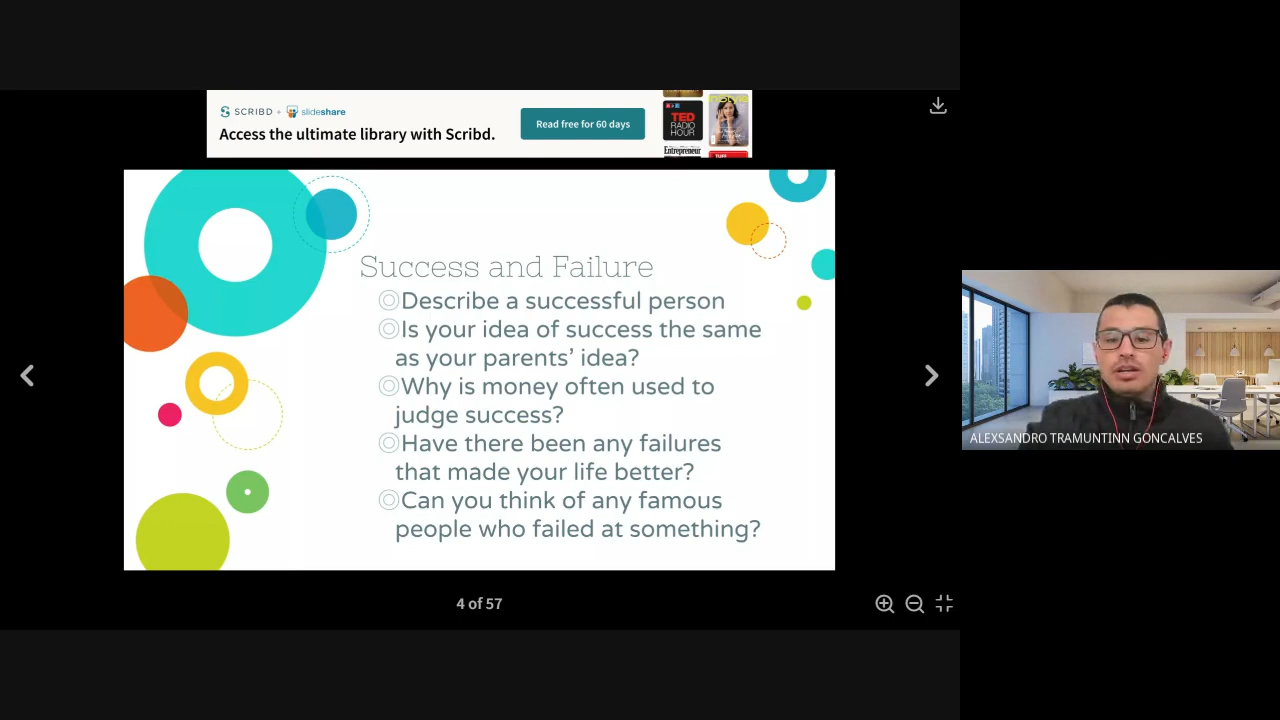 SCRIBD + slideshare
Access the ultimate library with Scribd.
Read free for 60 days
TED
RADIO
HOUR
Entrepreneur
Success and Failure
Describe a successful person
Is your idea of success the same
as your parents’ idea?
Why is money often used to
judge success?
Have there been any failures
that made your life better?
Can you think of any famous
people who failed at something?
4 of 57
ALEXSANDRO TRAMUNTINN GONCALVES